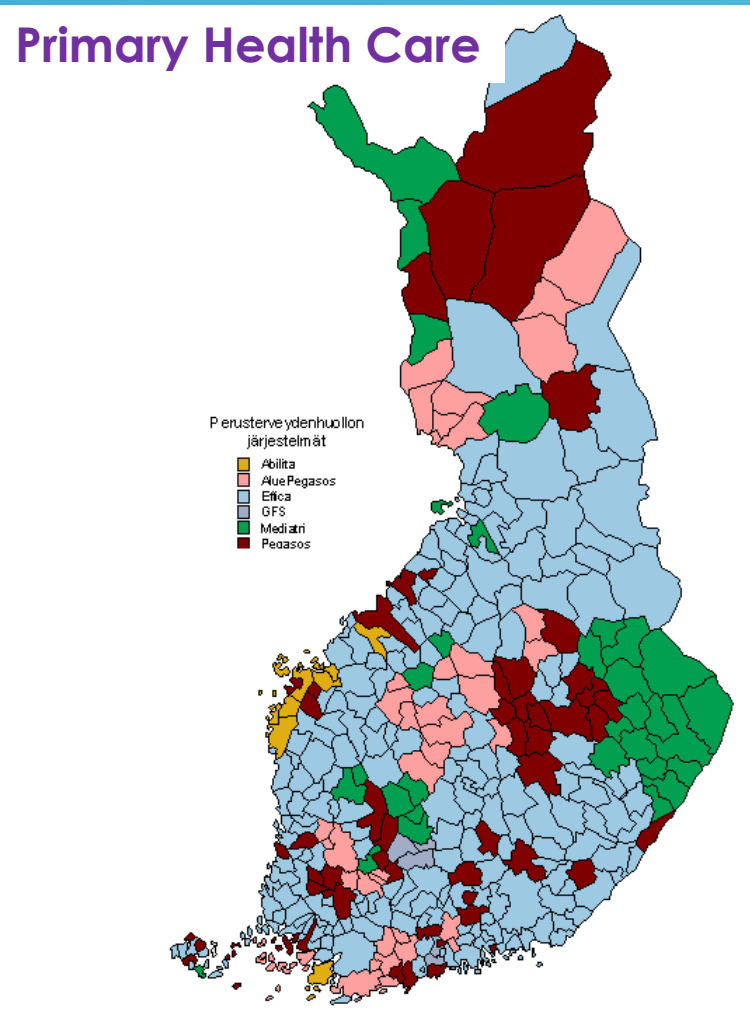 Primary Health Care
Perusterveydenhuollon
järjestelmät
Abilita
AluePegasos
Effica
GFS
Mediatri
Pegasos